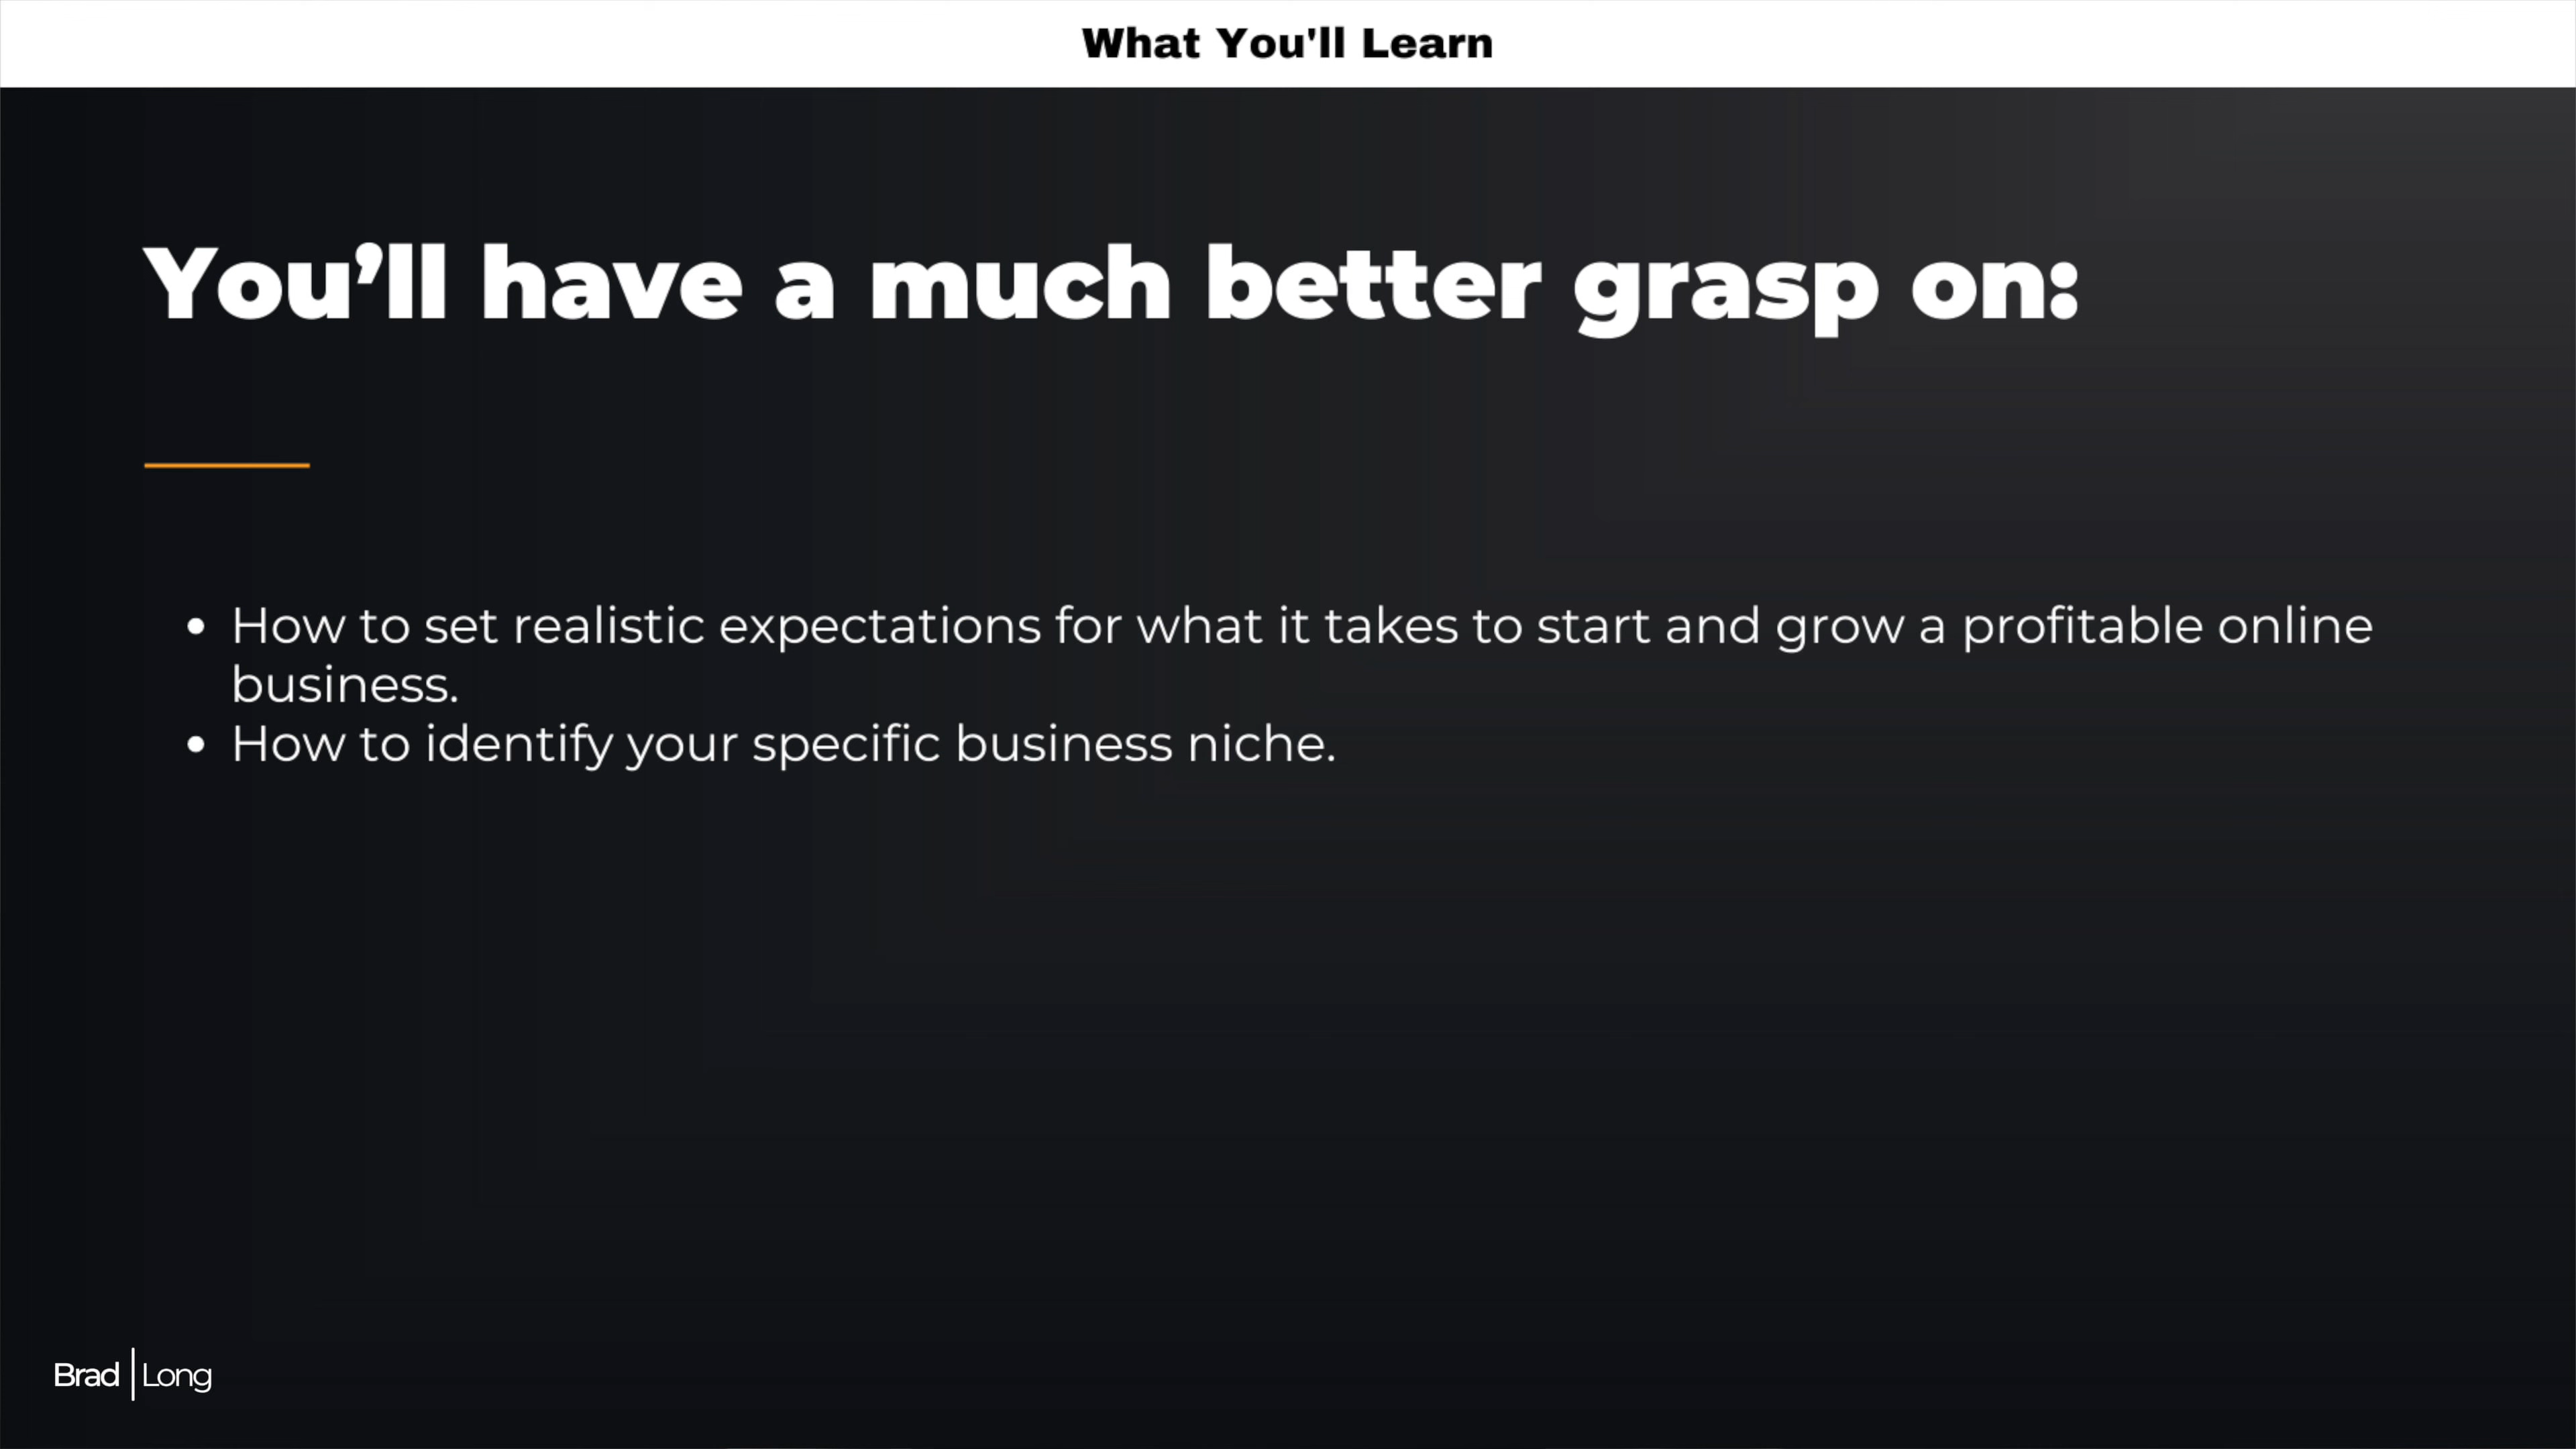 What You'll Learn
You’ll have a much better grasp on:
• How to set realistic expectations for what it takes to start and grow a profitable online
business.
• How to identify your specific business niche.
Brad | Long